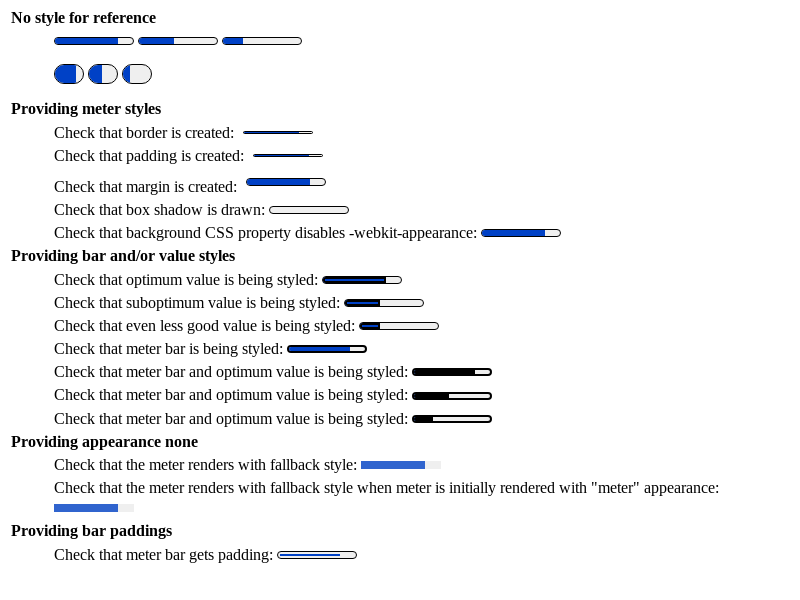 No style for reference
Providing meter styles
Check that border is created:
Check that padding is created:
Check that margin is created:
Check that box shadow is drawn:
Check that background CSS property disables -webkit-appearance:
Providing bar and/or value styles
Check that optimum value is being styled:
Check that suboptimum value is being styled:
Check that even less good value is being styled:
Check that meter bar is being styled:
Check that meter bar and optimum value is being styled:
Check that meter bar and optimum value is being styled:
Check that meter bar and optimum value is being styled:
Providing appearance none
Check that the meter renders with fallback style:
Check that the meter renders with fallback style when meter is initially rendered with "meter" appearance:
Providing bar paddings
Check that meter bar gets padding: